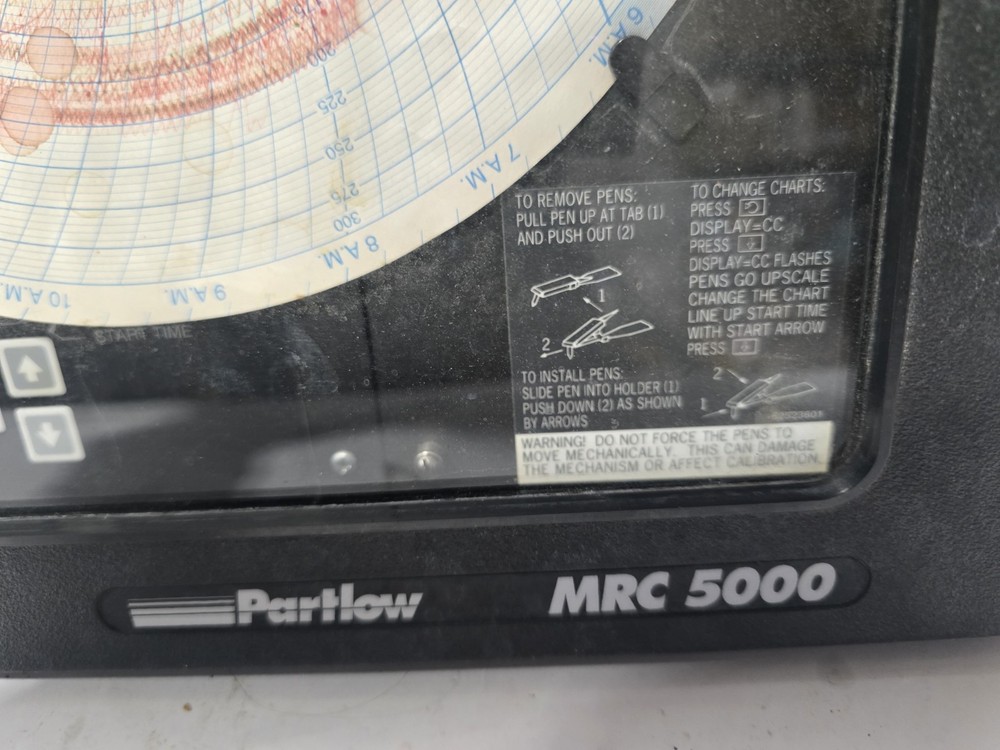 6 A.M.
7 A.M.
8 A.M.
9 A.M.
10 A.M.
200
225
250
275
300
START TIME
TO REMOVE PENS:
PULL PEN UP AT TAB (1)
AND PUSH OUT (2)
1
2
TO INSTALL PENS:
SLIDE PEN INTO HOLDER (1)
PUSH DOWN (2) AS SHOWN
BY ARROWS
TO CHANGE CHARTS:
PRESS
DISPLAY=CC
PRESS
DISPLAY=CC FLASHES
PENS GO UPSCALE
CHANGE THE CHART
LINE UP START TIME
WITH START ARROW
PRESS
2
1
WARNING! DO NOT FORCE THE PENS TO
MOVE MECHANICALLY. THIS CAN DAMAGE
THE MECHANISM OR AFFECT CALIBRATION.
Partlow
MRC 5000